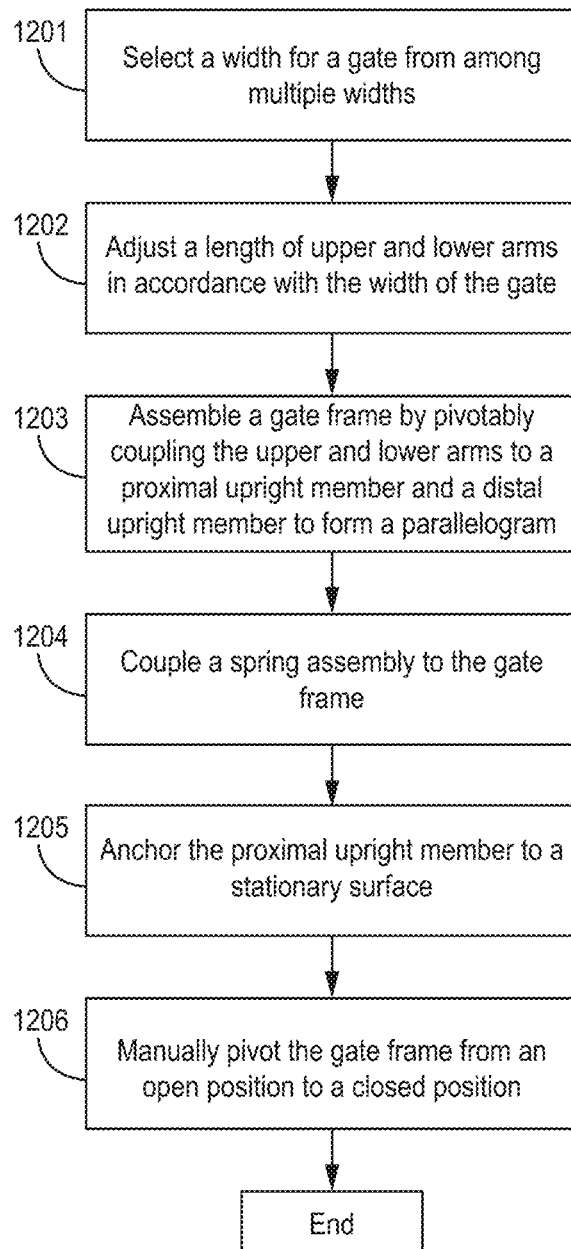 1201
Select a width for a gate from among
multiple widths
1202
Adjust a length of upper and lower arms
in accordance with the width of the gate
1203
Assemble a gate frame by pivotably
coupling the upper and lower arms to a
proximal upright member and a distal
upright member to form a parallelogram
1204
Couple a spring assembly to the gate
frame
1205
Anchor the proximal upright member to a
stationary surface
1206
Manually pivot the gate frame from an
open position to a closed position
End